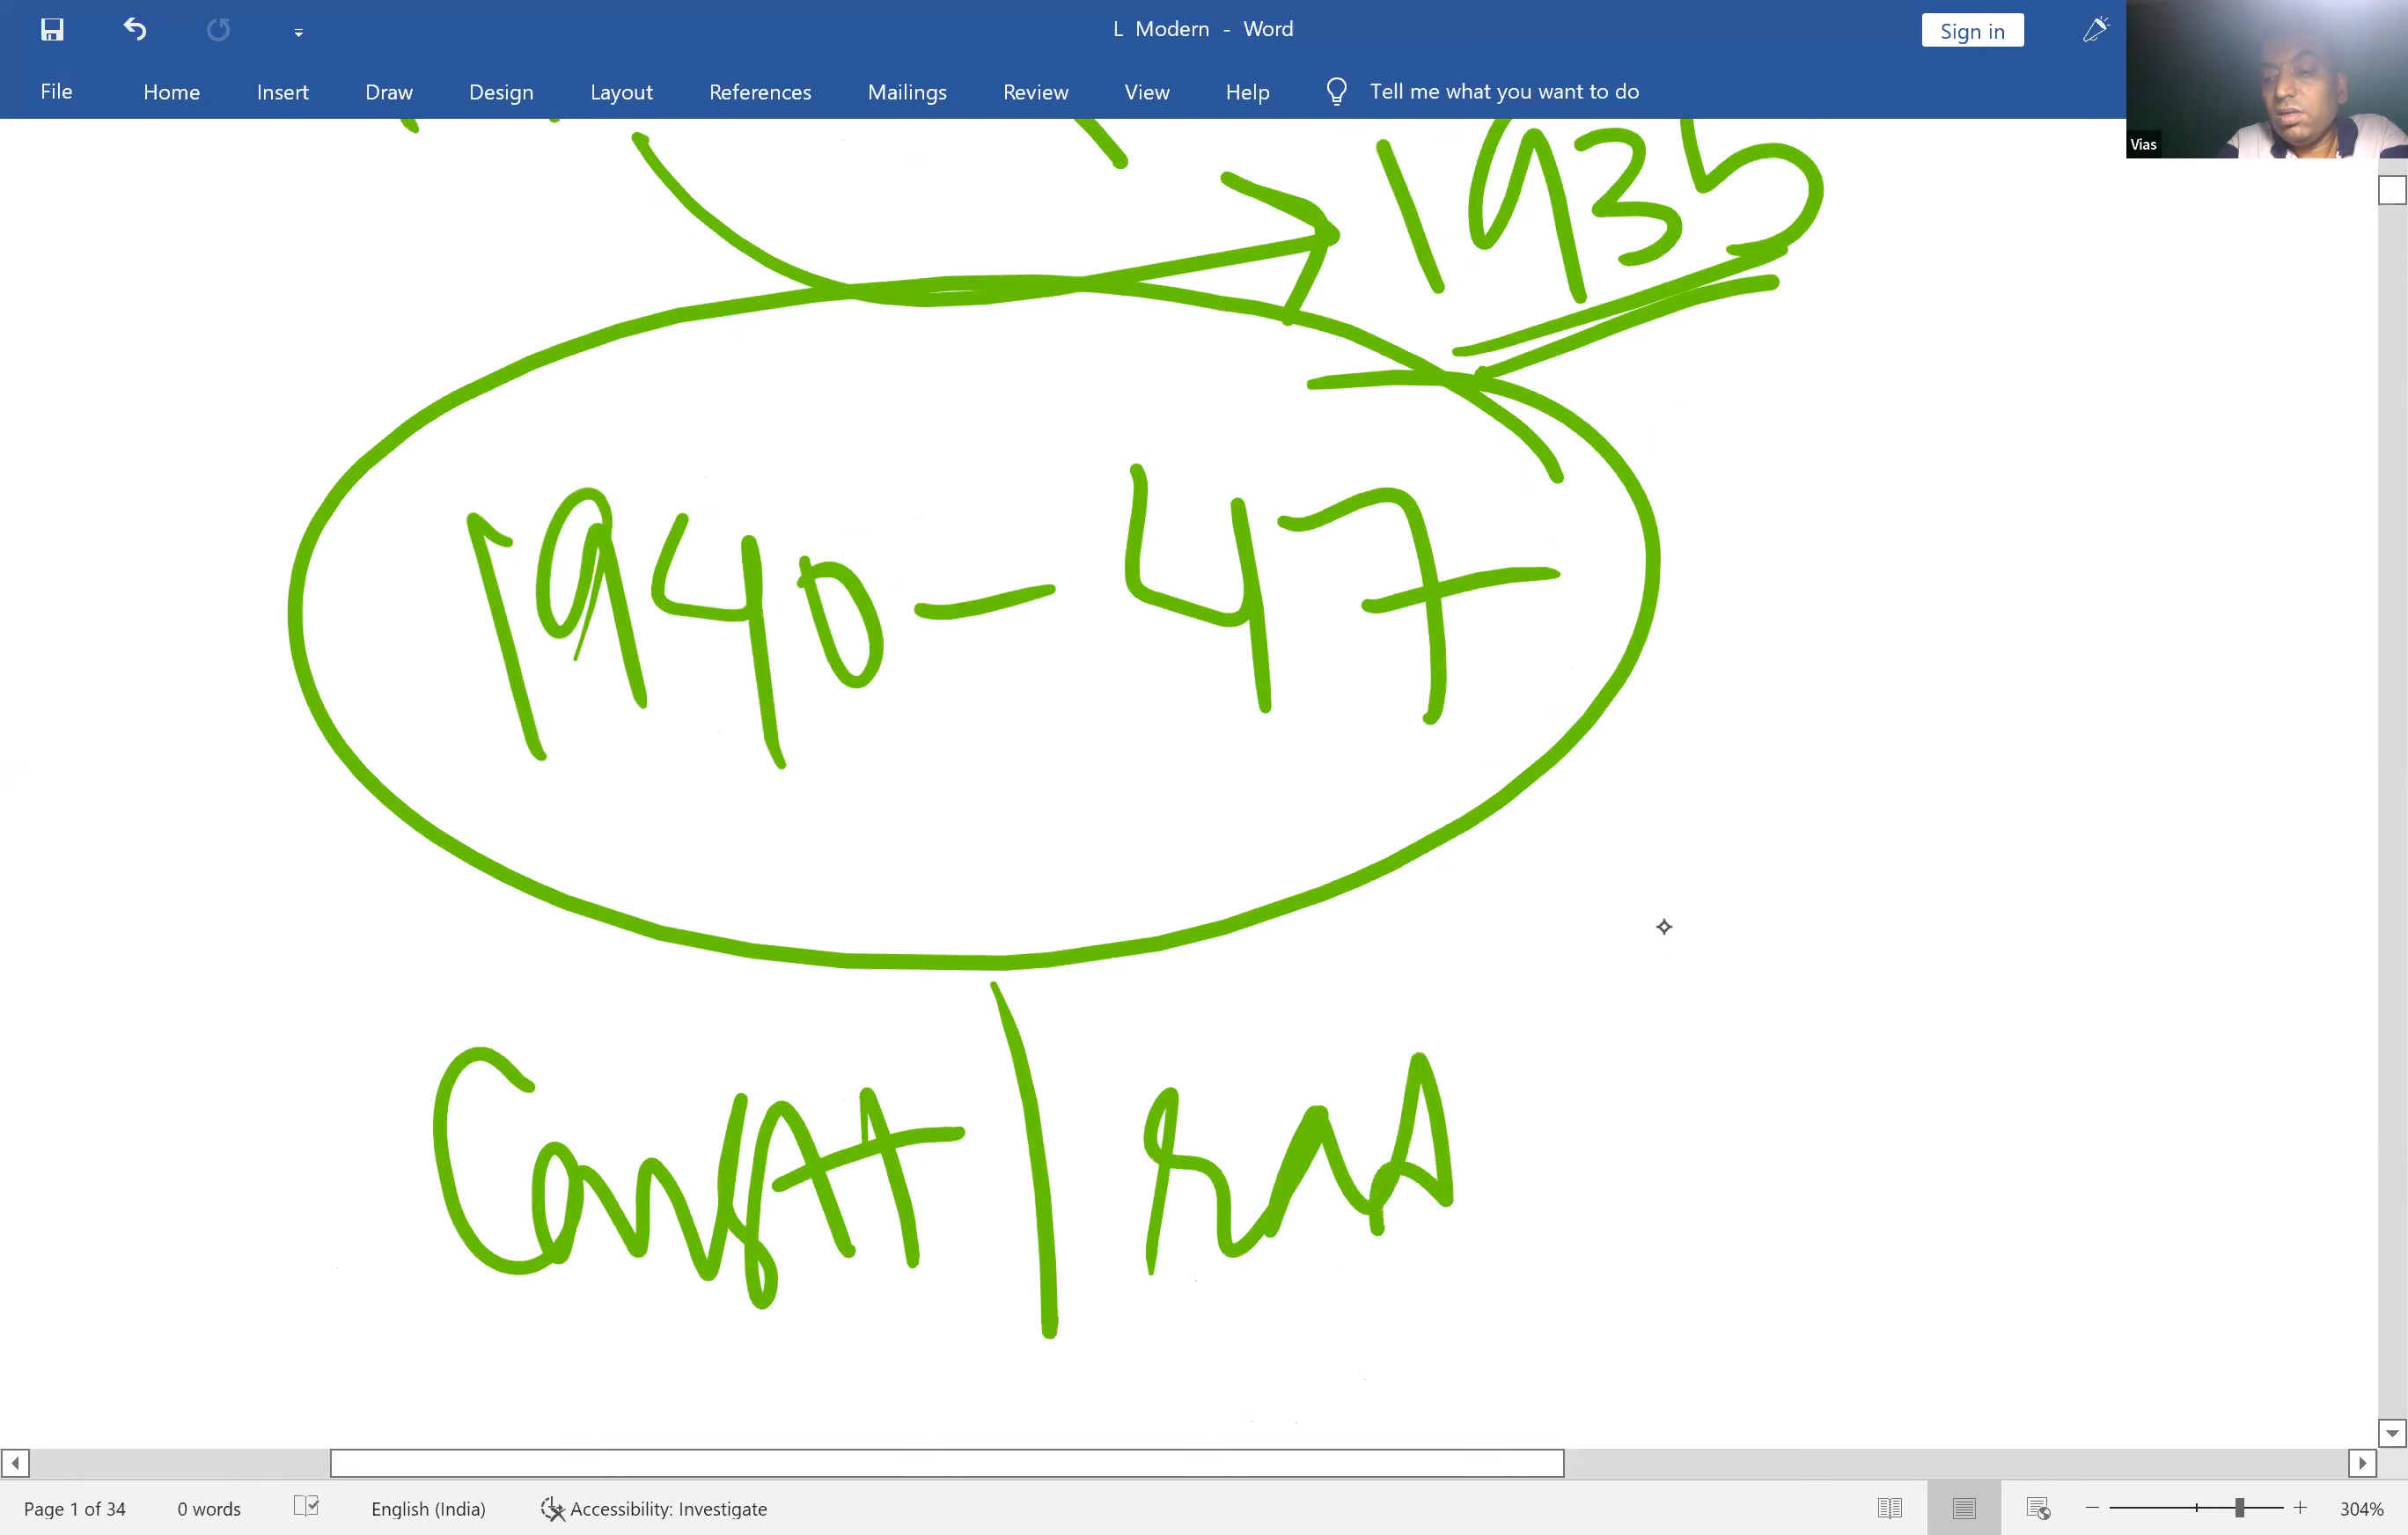 L Modern - Word
Sign in
File Home Insert Draw Design Layout References Mailings Review View Help Tell me what you want to do
Vias
1935
1940 - 47
Page 1 of 34 0 words English (India) Accessibility: Investigate 304%